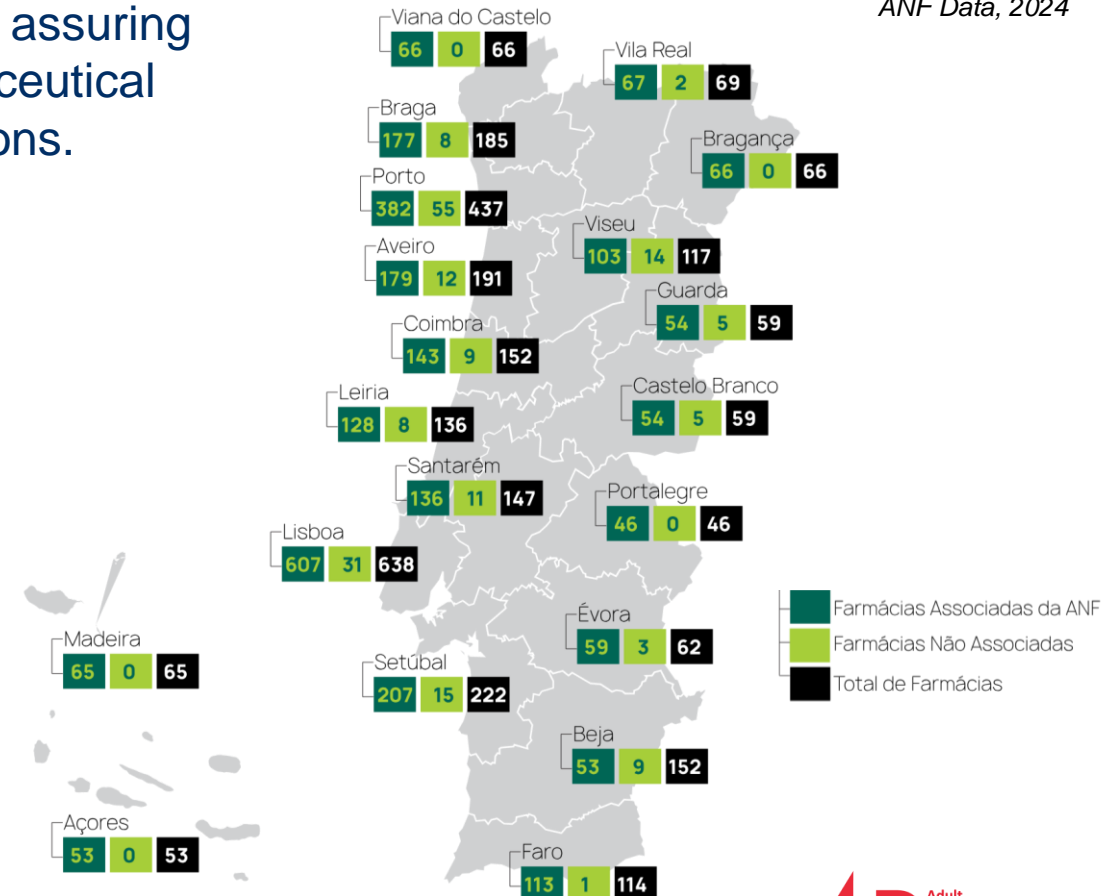 assuring
ceutical
ons.
ANF Data, 2024
Viana do Castelo
66 0 66
Vila Real
67 2 69
Braga
177 8 185
Bragança
66 0 66
Porto
382 55 437
Viseu
103 14 117
Aveiro
179 12 191
Guarda
54 5 59
Coimbra
143 9 152
Castelo Branco
54 5 59
Leiria
128 8 136
Santarém
136 11 147
Portalegre
46 0 46
Lisboa
607 31 638
Farmácias Associadas da ANF
Farmácias Não Associadas
Total de Farmácias
Évora
59 3 62
Madeira
65 0 65
Setúbal
207 15 222
Beja
53 9 152
Açores
53 0 53
Faro
113 1 114
Adult